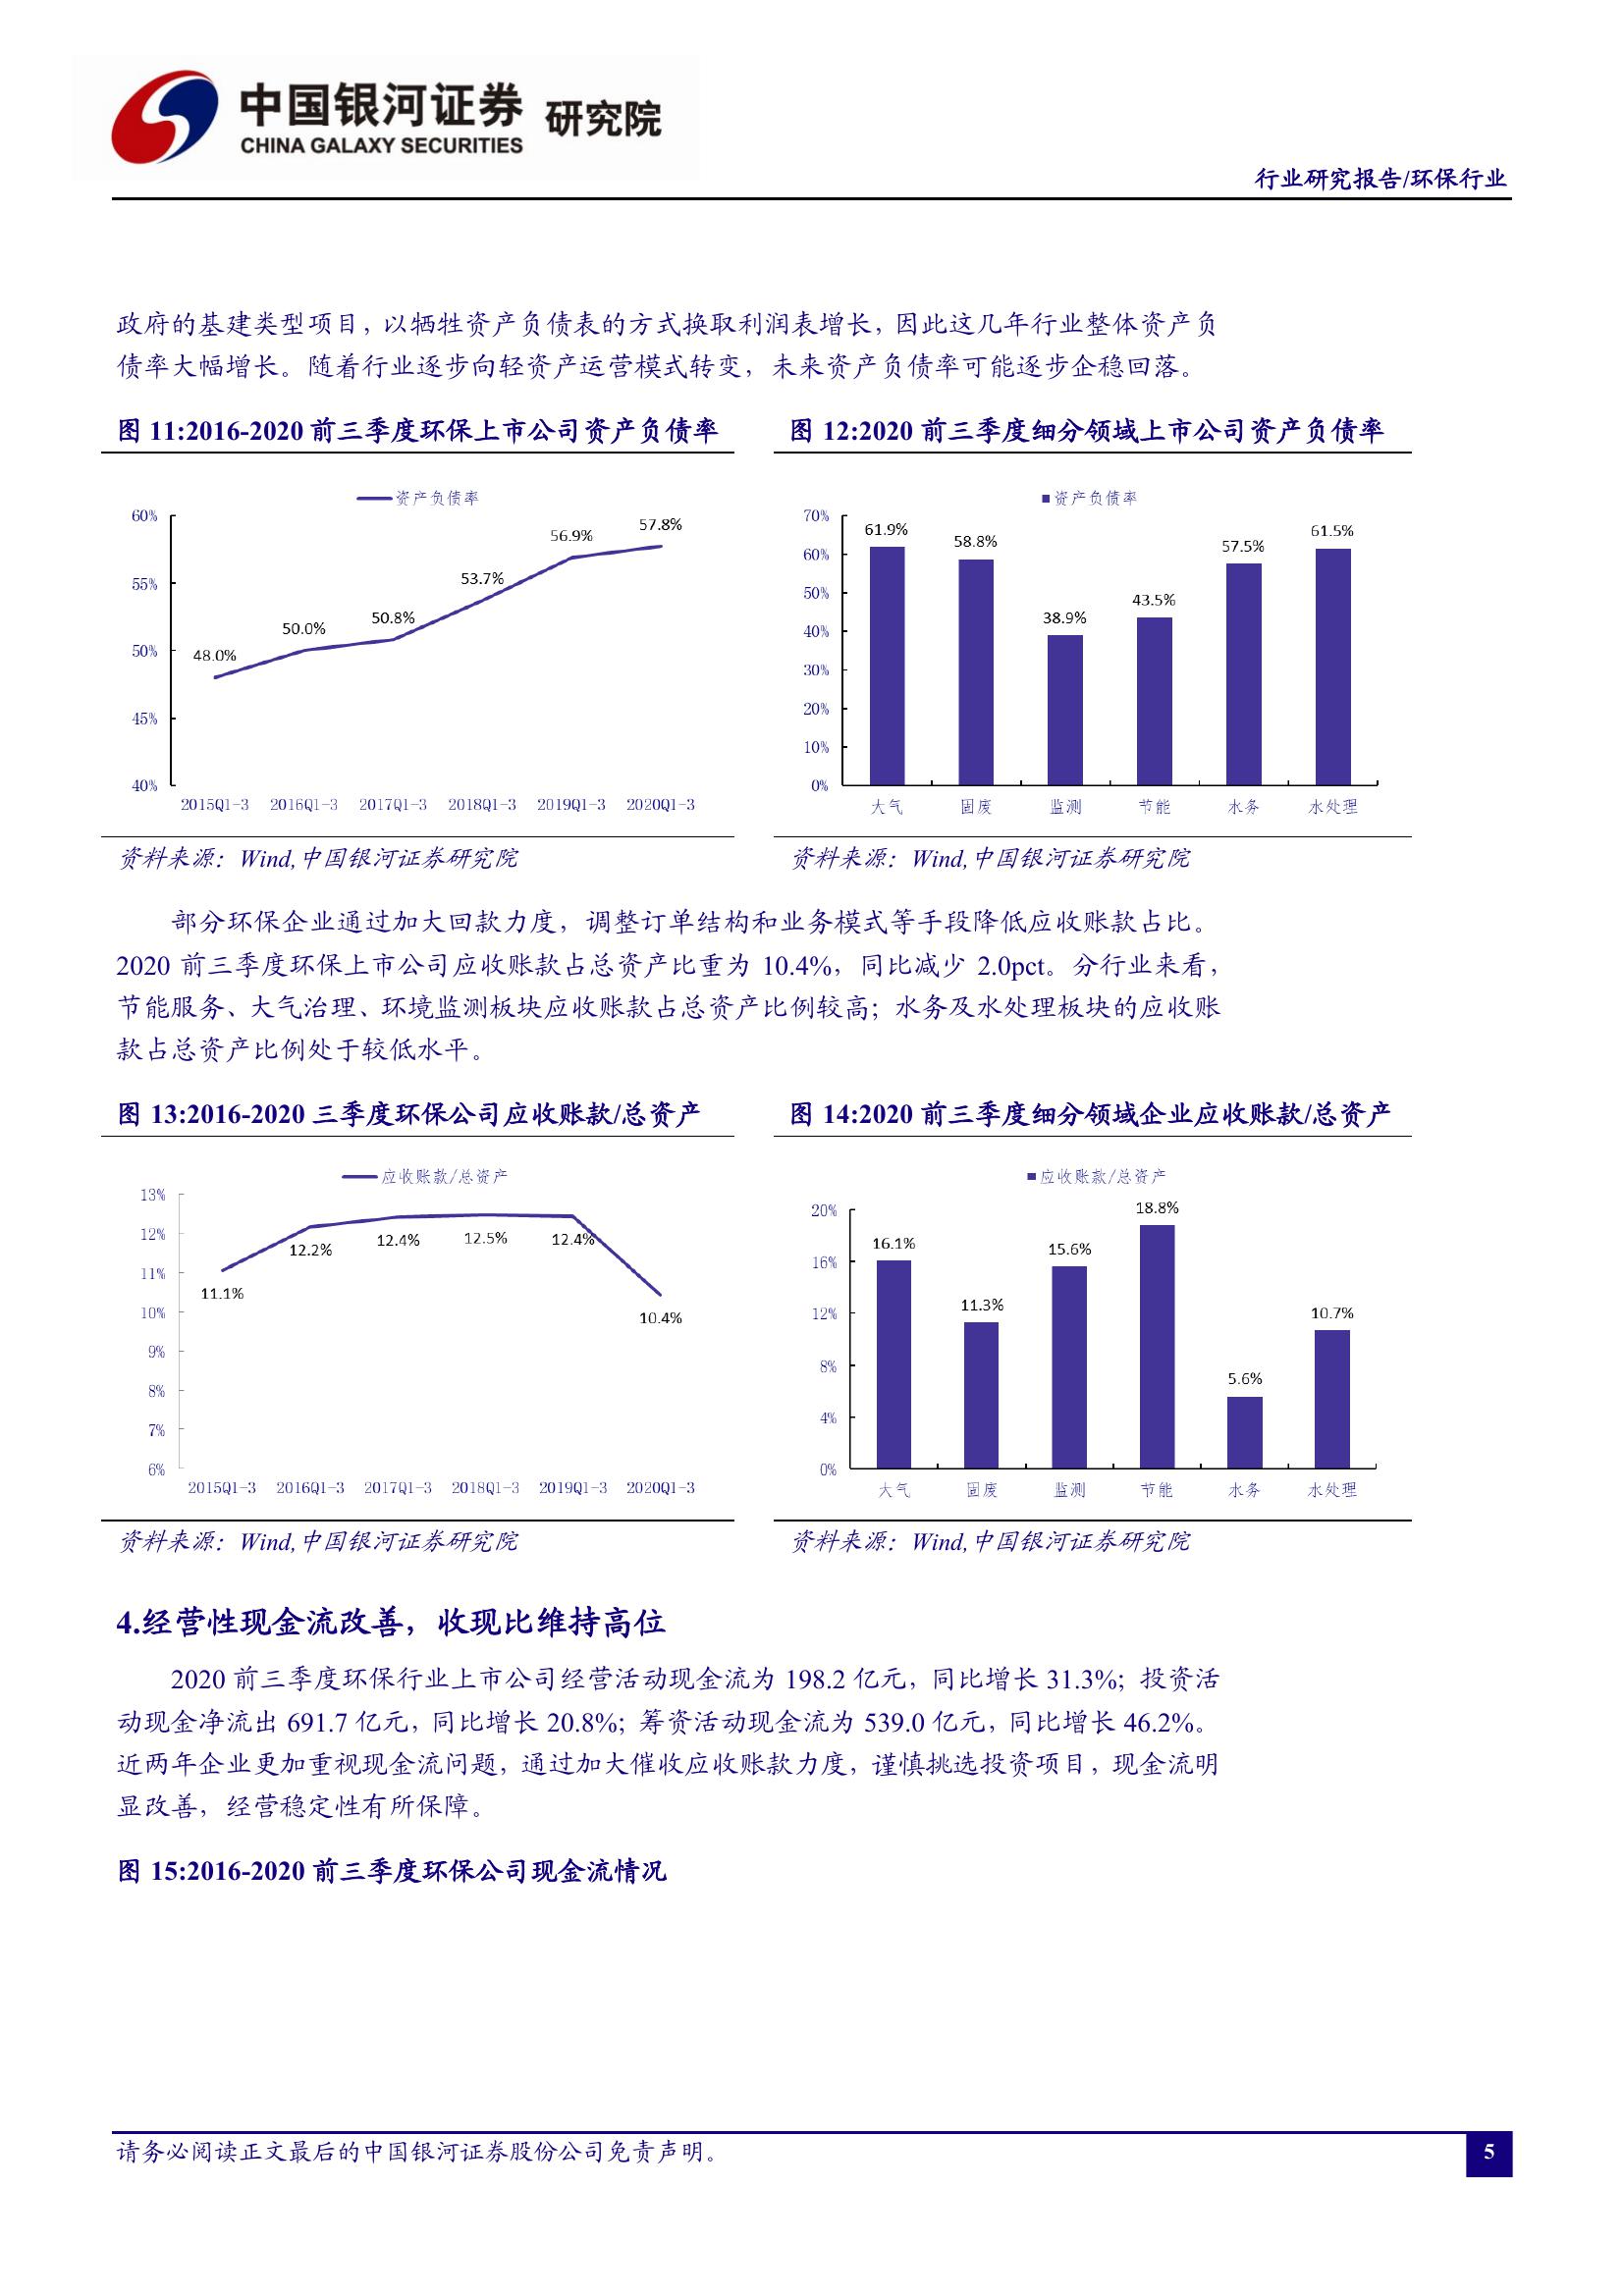 中国银河证券 研究院
CHINA GALAXY SECURITIES
行业研究报告/环保行业
政府的基建类型项目，以牺牲资产负债表的方式换取利润表增长，因此这几年行业整体资产负
债率大幅增长。随着行业逐步向轻资产运营模式转变，未来资产负债率可能逐步企稳回落。
图 11:2016-2020 前三季度环保上市公司资产负债率
资产负债率
60%
55%
50%
45%
40%
48.0%
50.0%
50.8%
53.7%
56.9%
57.8%
2015Q1-3 2016Q1-3 2017Q1-3 2018Q1-3 2019Q1-3 2020Q1-3
资料来源：Wind,中国银河证券研究院
图 12:2020 前三季度细分领域上市公司资产负债率
资产负债率
70%
60%
50%
40%
30%
20%
10%
0%
61.9%
58.8%
38.9%
43.5%
57.5%
61.5%
大气 固废 监测 节能 水务 水处理
资料来源：Wind,中国银河证券研究院
部分环保企业通过加大回款力度，调整订单结构和业务模式等手段降低应收账款占比。
2020 前三季度环保上市公司应收账款占总资产比重为 10.4%，同比减少 2.0pct。分行业来看，
节能服务、大气治理、环境监测板块应收账款占总资产比例较高；水务及水处理板块的应收账
款占总资产比例处于较低水平。
图 13:2016-2020 三季度环保公司应收账款/总资产
应收账款/总资产
13%
12%
11%
10%
9%
8%
7%
6%
11.1%
12.2%
12.4%
12.5%
12.4%
10.4%
2015Q1-3 2016Q1-3 2017Q1-3 2018Q1-3 2019Q1-3 2020Q1-3
资料来源：Wind,中国银河证券研究院
图 14:2020 前三季度细分领域企业应收账款/总资产
应收账款/总资产
20%
16%
12%
8%
4%
0%
16.1%
11.3%
15.6%
18.8%
5.6%
10.7%
大气 固废 监测 节能 水务 水处理
资料来源：Wind,中国银河证券研究院
4.经营性现金流改善，收现比维持高位
2020 前三季度环保行业上市公司经营活动现金流为 198.2 亿元，同比增长 31.3%；投资活
动现金净流出 691.7 亿元，同比增长 20.8%；筹资活动现金流为 539.0 亿元，同比增长 46.2%。
近两年企业更加重视现金流问题，通过加大催收应收账款力度，谨慎挑选投资项目，现金流明
显改善，经营稳定性有所保障。
图 15:2016-2020 前三季度环保公司现金流情况
请务必阅读正文最后的中国银河证券股份公司免责声明。
5